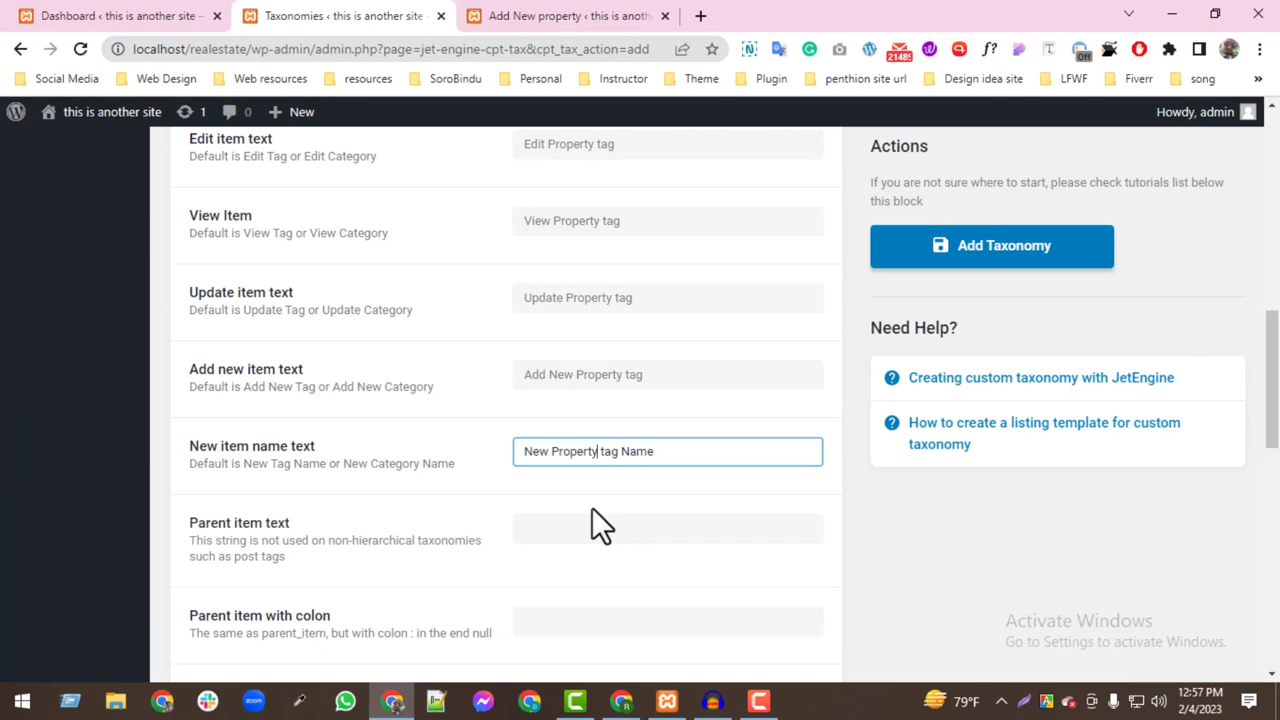 Dashboard ‹ this is another site –
Taxonomies ‹ this is another site –
Add New property ‹ this is anoth
localhost/realestate/wp-admin/admin.php?page=jet-engine-cpt-tax&cpt_tax_action=add
21485
Off
Social Media
Web Design
Web resources
resources
SoroBindu
Personal
Instructor
Theme
Plugin
penthion site url
Design idea site
LFWF
Fiverr
song
this is another site
1
0
New
Howdy, admin
Edit item text
Default is Edit Tag or Edit Category
Edit Property tag
View Item
Default is View Tag or View Category
View Property tag
Update item text
Default is Update Tag or Update Category
Update Property tag
Add new item text
Default is Add New Tag or Add New Category
Add New Property tag
New item name text
Default is New Tag Name or New Category Name
New Property tag Name
Parent item text
This string is not used on non-hierarchical taxonomies
such as post tags
Parent item with colon
The same as parent_item, but with colon : in the end null
Actions
If you are not sure where to start, please check tutorials list below
this block
Add Taxonomy
Need Help?
Creating custom taxonomy with JetEngine
How to create a listing template for custom
taxonomy
Activate Windows
Go to Settings to activate Windows.
zoom
79°F
12:57 PM
2/4/2023